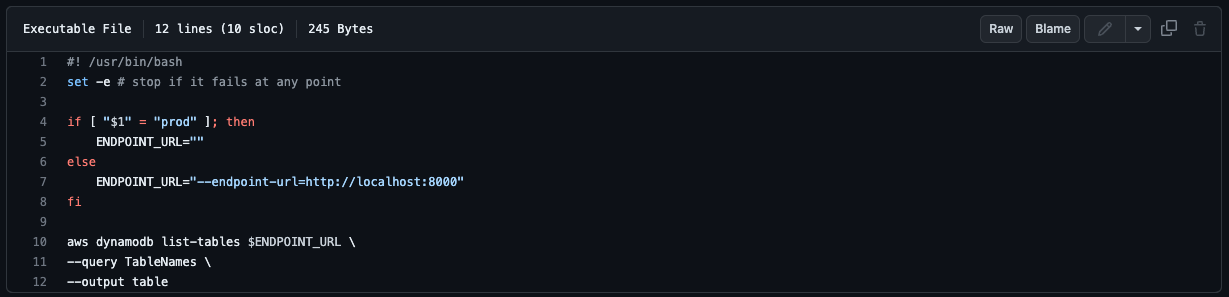 Executable File 12 lines (10 sloc) 245 Bytes Raw Blame
1 #! /usr/bin/bash
2 set -e # stop if it fails at any point
3
4 if [ "$1" = "prod" ]; then
5     ENDPOINT_URL=""
6 else
7     ENDPOINT_URL="--endpoint-url=http://localhost:8000"
8 fi
9
10 aws dynamodb list-tables $ENDPOINT_URL \
11 --query TableNames \
12 --output table